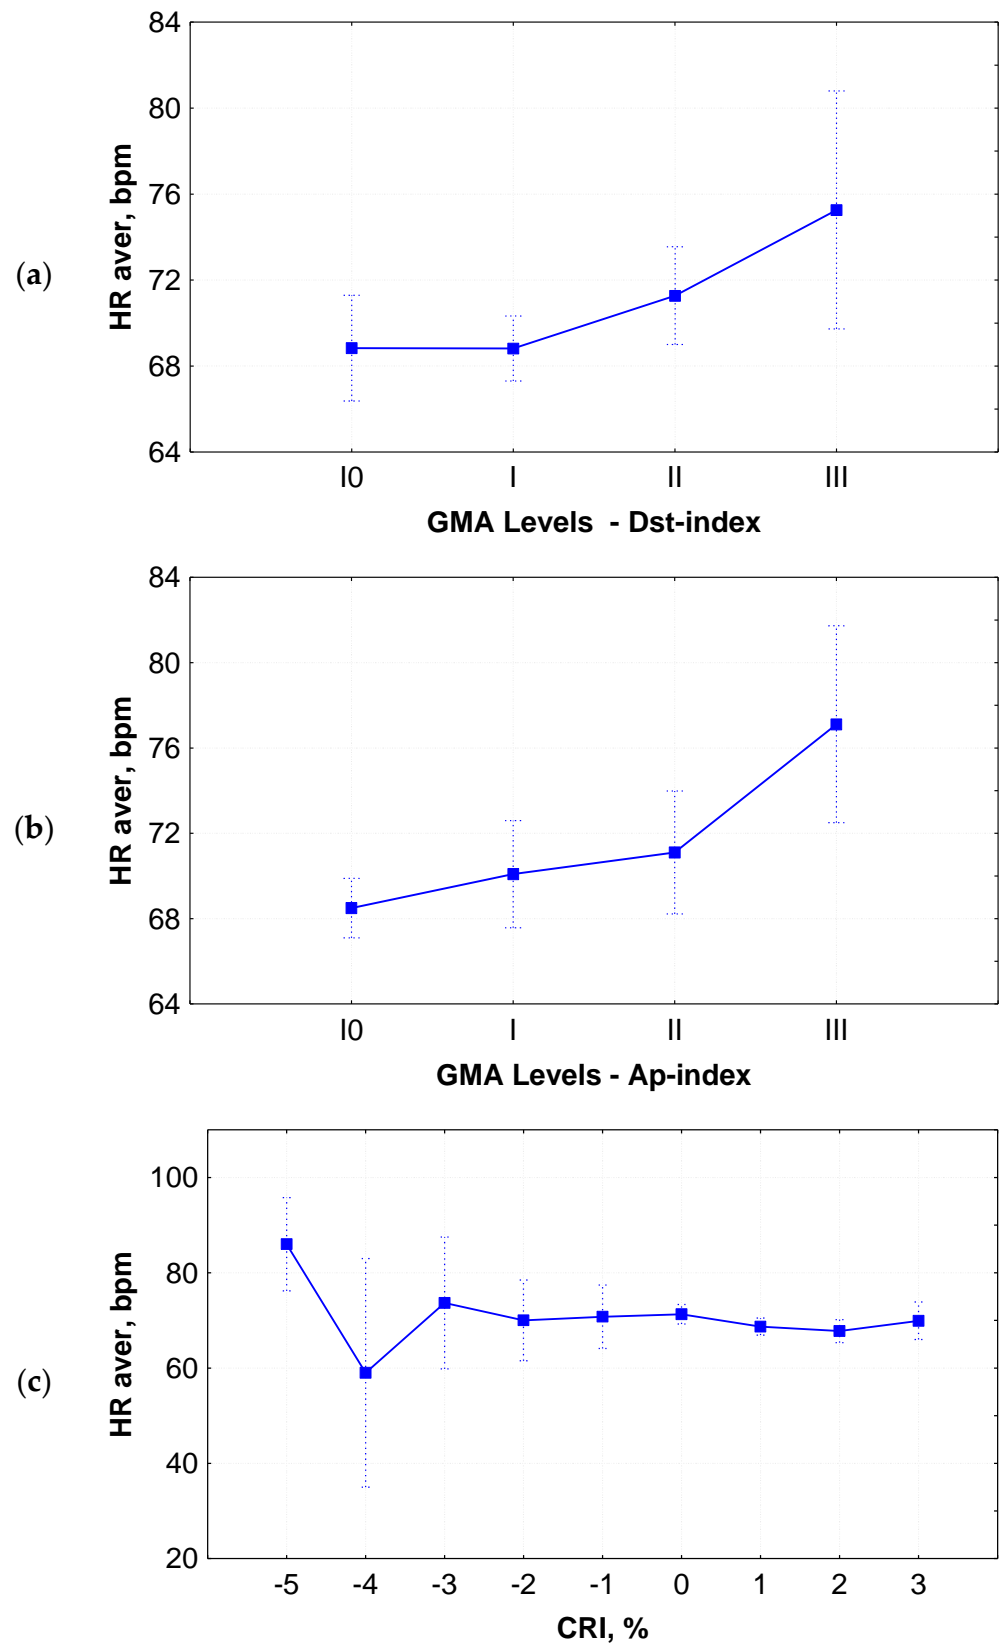 (a)
HR aver, bpm
84
80
76
72
68
64
I0 I II III
GMA Levels - Dst-index
(b)
HR aver, bpm
84
80
76
72
68
64
I0 I II III
GMA Levels - Ap-index
(c)
HR aver, bpm
100
80
60
40
20
-5 -4 -3 -2 -1 0 1 2 3
CRI, %